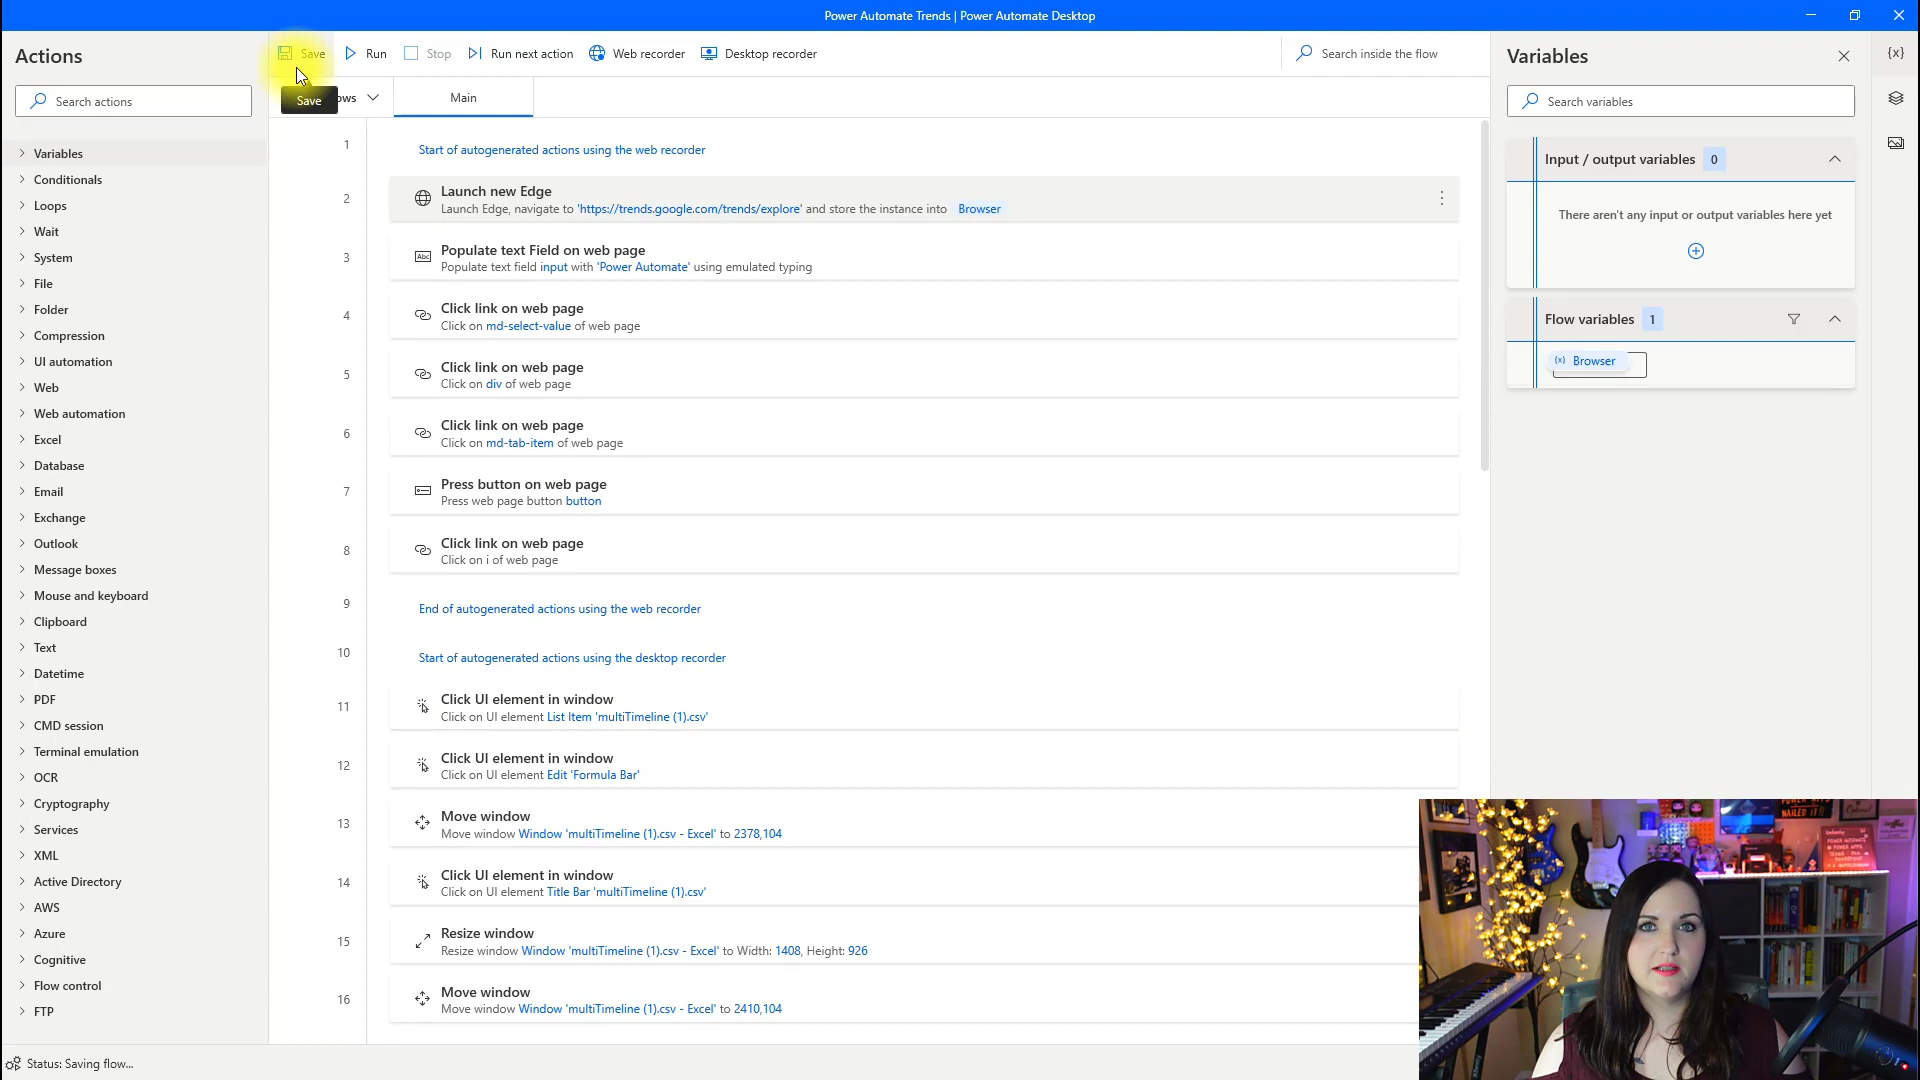 Power Automate Trends | Power Automate Desktop
Actions
Save
Run
Stop
Run next action
Web recorder
Desktop recorder
Search inside the flow
Variables
{x}
Search actions
Save
ows
Main
Search variables
Variables
Conditionals
Loops
Wait
System
File
Folder
Compression
UI automation
Web
Web automation
Excel
Database
Email
Exchange
Outlook
Message boxes
Mouse and keyboard
Clipboard
Text
Datetime
PDF
CMD session
Terminal emulation
OCR
Cryptography
Services
XML
Active Directory
AWS
Azure
Cognitive
Flow control
FTP
1
Start of autogenerated actions using the web recorder
2
Launch new Edge
Launch Edge, navigate to 'https://trends.google.com/trends/explore' and store the instance into Browser
3
Abc
Populate text Field on web page
Populate text field input with 'Power Automate' using emulated typing
4
Click link on web page
Click on md-select-value of web page
5
Click link on web page
Click on div of web page
6
Click link on web page
Click on md-tab-item of web page
7
Press button on web page
Press web page button button
8
Click link on web page
Click on i of web page
9
End of autogenerated actions using the web recorder
10
Start of autogenerated actions using the desktop recorder
11
Click UI element in window
Click on UI element List Item 'multiTimeline (1).csv'
12
Click UI element in window
Click on UI element Edit 'Formula Bar'
13
Move window
Move window Window 'multiTimeline (1).csv - Excel' to 2378,104
14
Click UI element in window
Click on UI element Title Bar 'multiTimeline (1).csv'
15
Resize window
Resize window Window 'multiTimeline (1).csv - Excel' to Width: 1408, Height: 926
16
Move window
Move window Window 'multiTimeline (1).csv - Excel' to 2410,104
Input / output variables 0
There aren't any input or output variables here yet
Flow variables 1
{x} Browser
NAILED IT!
Status: Saving flow...